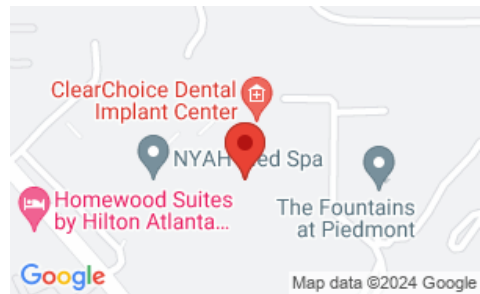 ClearChoice Dental
Implant Center
NYAH Med Spa
Homewood Suites
by Hilton Atlanta...
The Fountains
at Piedmont
Google
Map data ©2024 Google